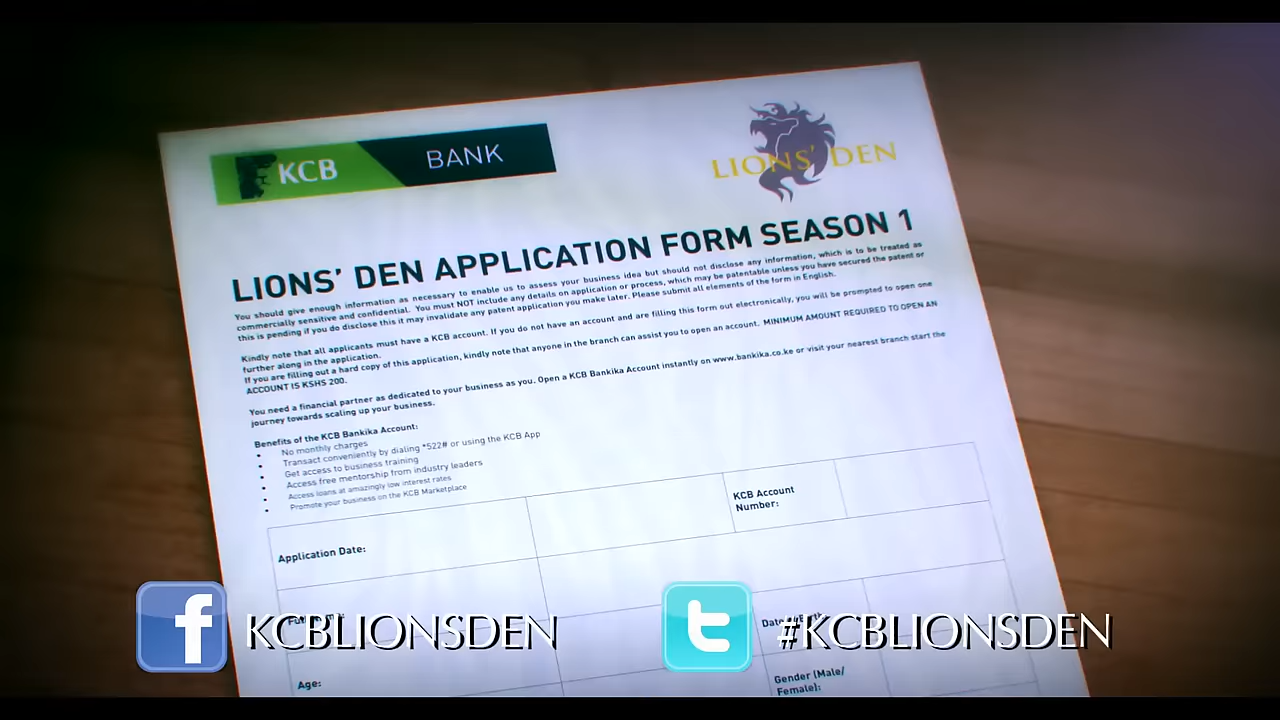 KCB BANK
LIONS' DEN
LIONS' DEN APPLICATION FORM SEASON 1
You should give enough information as necessary to enable us to assess your business idea but should not disclose any information, which is to be treated as
commercially sensitive and confidential. You must NOT include any details on application or process, which may be patentable unless you have secured the patent or
this is pending if you do disclose this it may invalidate any patent application you make later. Please submit all elements of the form in English.
Kindly note that all applicants must have a KCB account. If you do not have an account and are filling this form out electronically, you will be prompted to open one
further along in the application.
If you are filling out a hard copy of this application, kindly note that anyone in the branch can assist you to open an account. MINIMUM AMOUNT REQUIRED TO OPEN AN
ACCOUNT IS KSHS 200.
You need a financial partner as dedicated to your business as you. Open a KCB Bankika Account instantly on www.bankika.co.ke or visit your nearest branch start the
journey towards scaling up your business.
Benefits of the KCB Bankika Account:
• No monthly charges
• Transact conveniently by dialing *522# or using the KCB App
• Get access to business training
• Access free mentorship from industry leaders
• Access loans at amazingly low interest rates
• Promote your business on the KCB Marketplace
KCB Account
Number:
Application Date:
KCBLIONSDEN
#KCBLIONSDEN
Age:
Gender (Male/
Female):